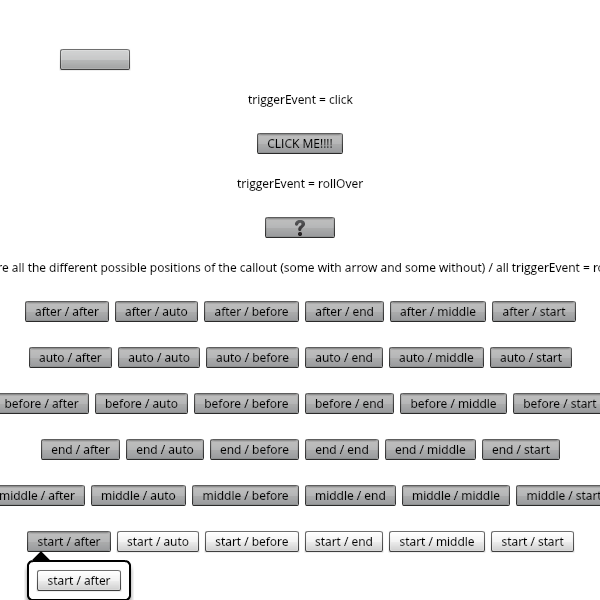 triggerEvent = click
CLICK ME!!!!
triggerEvent = rollOver
?
all the different possible positions of the callout (some with arrow and some without) / all triggerEvent =
after / after after / auto after / before after / end after / middle after / start
auto / after auto / auto auto / before auto / end auto / middle auto / start
before / after before / auto before / before before / end before / middle before / start
end / after end / auto end / before end / end end / middle end / start
middle / after middle / auto middle / before middle / end middle / middle middle / start
start / after start / auto start / before start / end start / middle start / start
start / after